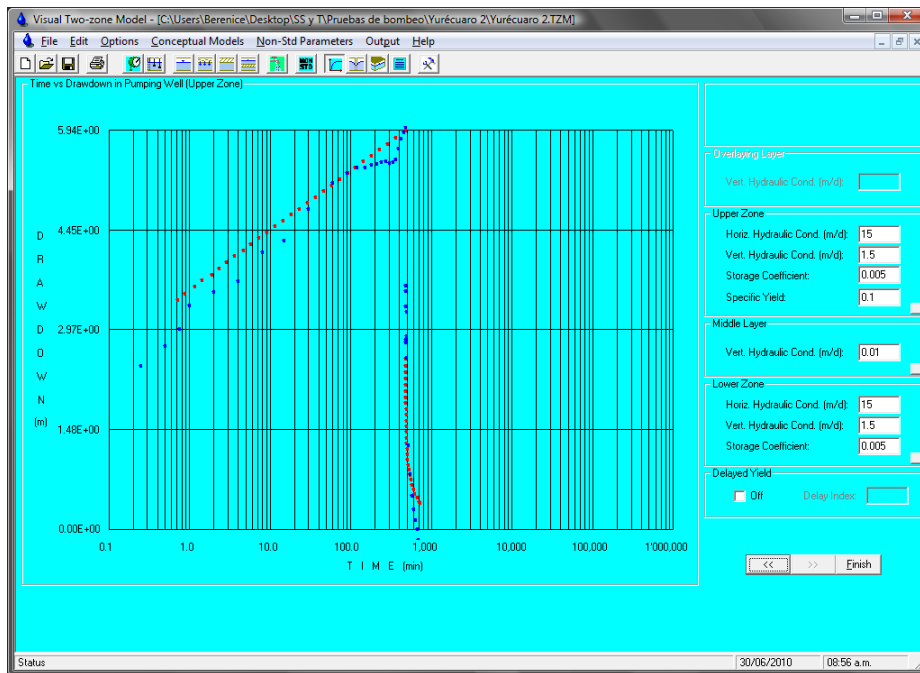 Visual Two-zone Model - [C:\Users\Berenice\Desktop\SS y T\Pruebas de bombeo\Yurécuaro 2\Yurécuaro 2.TZM]
File Edit Options Conceptual Models Non-Std Parameters Output Help
NON STD
Time vs Drawdown in Pumping Well (Upper Zone)
5.94E+00
4.45E+00
2.97E+00
1.48E+00
0.00E+00
D R A W D O W N (m)
0.1 1.0 10.0 100.0 1,000 10,000 100,000 1'000,000
T I M E (min)
Overlaying Layer
Vert. Hydraulic Cond. (m/d):
Upper Zone
Horiz. Hydraulic Cond. (m/d): 15
Vert. Hydraulic Cond. (m/d): 1.5
Storage Coefficient: 0.005
Specific Yield: 0.1
Middle Layer
Vert. Hydraulic Cond. (m/d): 0.01
Lower Zone
Horiz. Hydraulic Cond. (m/d): 15
Vert. Hydraulic Cond. (m/d): 1.5
Storage Coefficient: 0.005
Delayed Yield
Off Delay Index:
<< >> Finish
Status 30/06/2010 08:56 a.m.